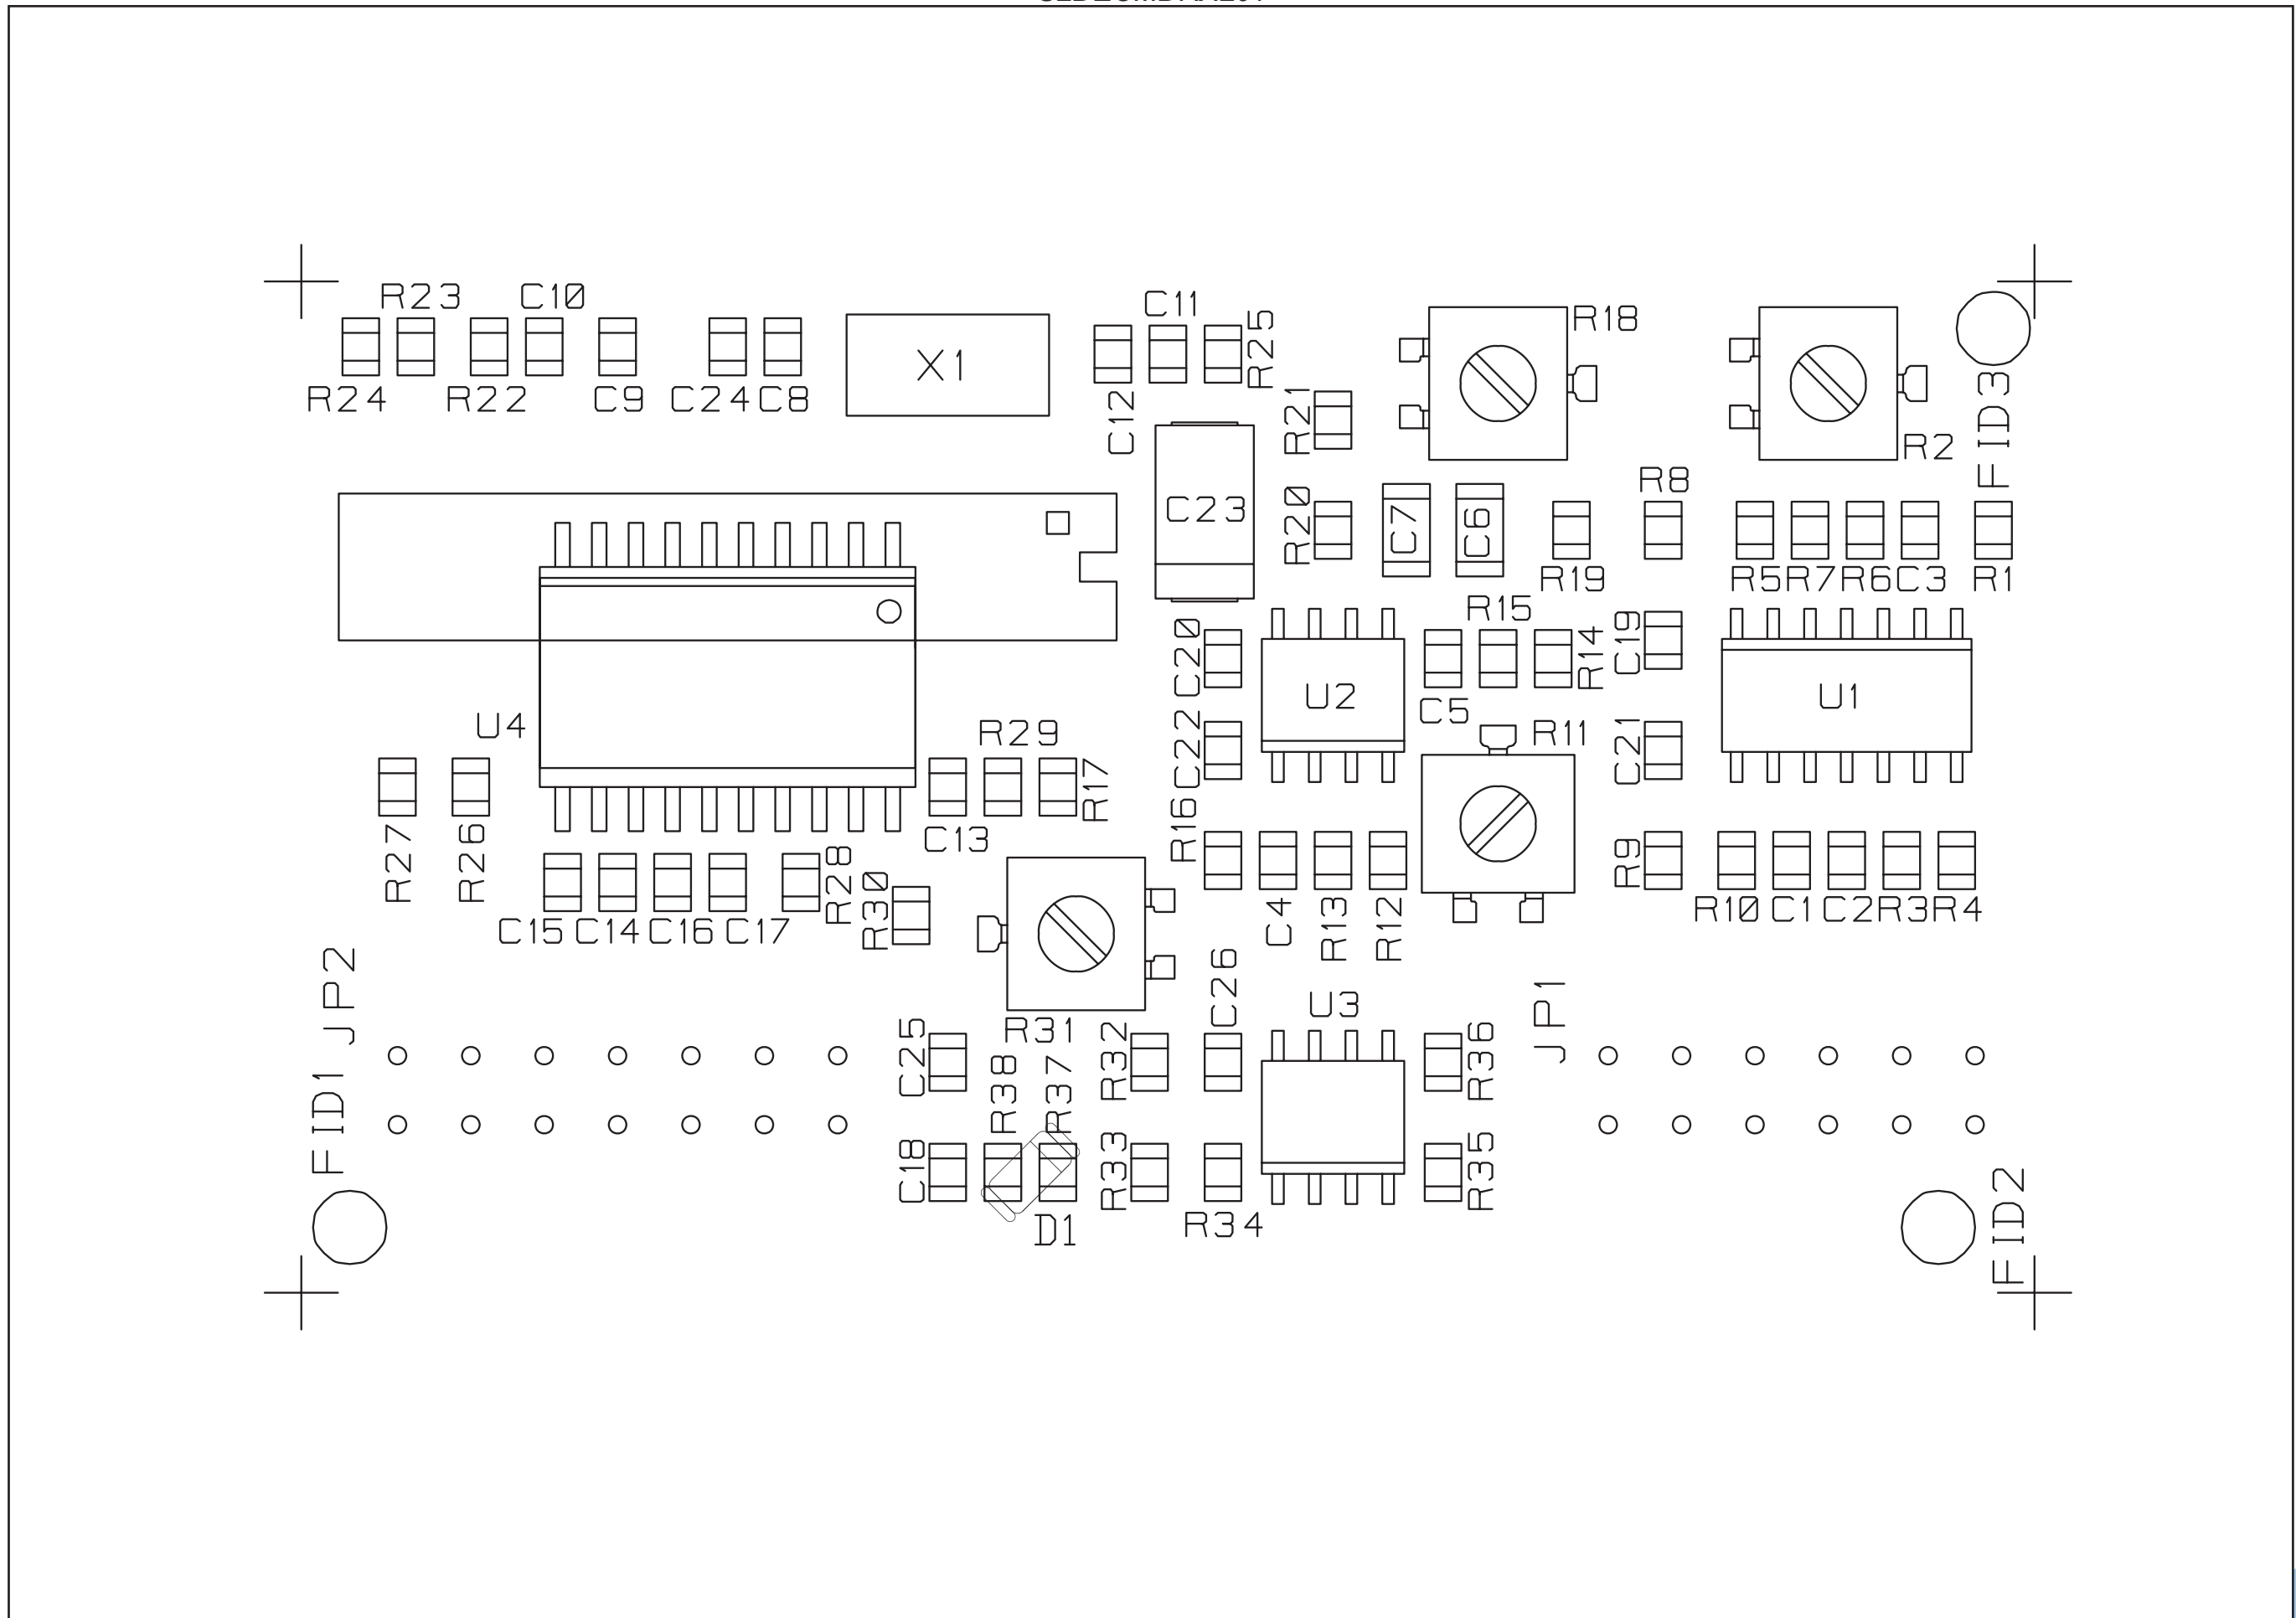 R23 C10 C11 R25 R18
R24 R22 C9 C24 C8 X1 C12 R21 R2 FID3
C23 R20 C7 C6 R8
R19 R5 R7 R6 C3 R1
C20 U2 R15 R14 C19 U1
U4 R29 C22 C5 R11 C21
R27 R26 C13 R17 R16 R9
C15 C14 C16 C17 R28 R30 C4 R13 R12 R10 C1 C2 R3 R4
JP2 C26 U3 JP1
FID1 C25 R31 R38 R37 R32 R36
C18 R33 R35
D1 R34 FID2